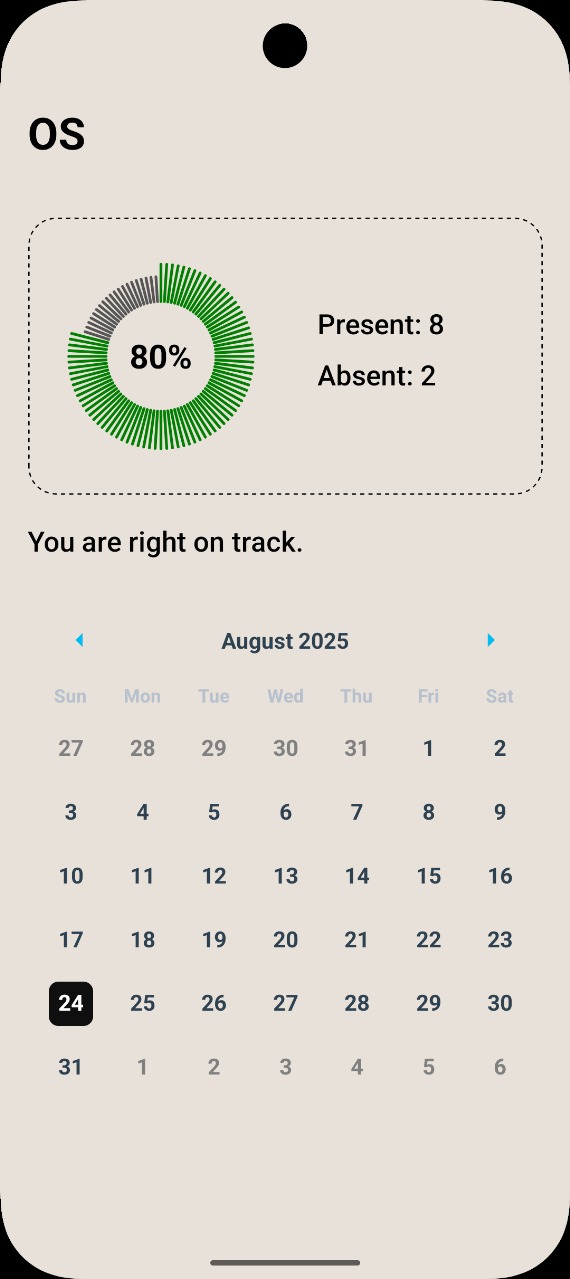 OS
80%
Present: 8
Absent: 2
You are right on track.
August 2025
Sun Mon Tue Wed Thu Fri Sat
27 28 29 30 31 1 2
3 4 5 6 7 8 9
10 11 12 13 14 15 16
17 18 19 20 21 22 23
24 25 26 27 28 29 30
31 1 2 3 4 5 6